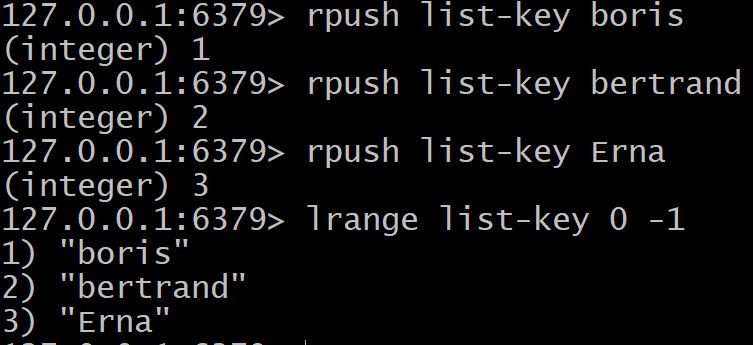 127.0.0.1:6379> rpush list-key boris
(integer) 1
127.0.0.1:6379> rpush list-key bertrand
(integer) 2
127.0.0.1:6379> rpush list-key Erna
(integer) 3
127.0.0.1:6379> lrange list-key 0 -1
1) "boris"
2) "bertrand"
3) "Erna"